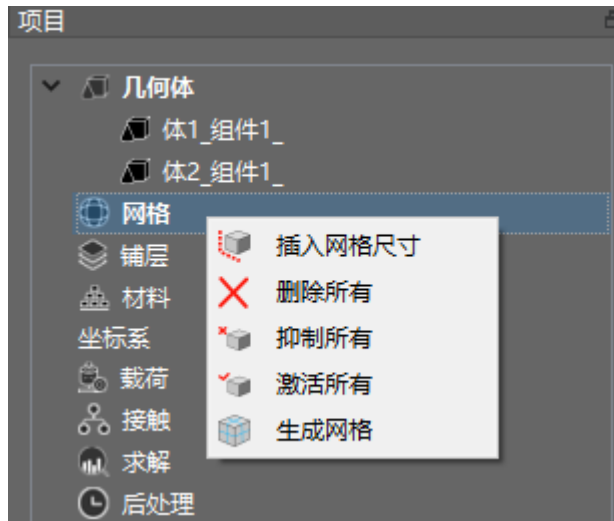 项目
几何体
体1_组件1_
体2_组件1_
网格
插入网格尺寸
铺层
删除所有
材料
抑制所有
坐标系
激活所有
载荷
接触
生成网格
求解
后处理